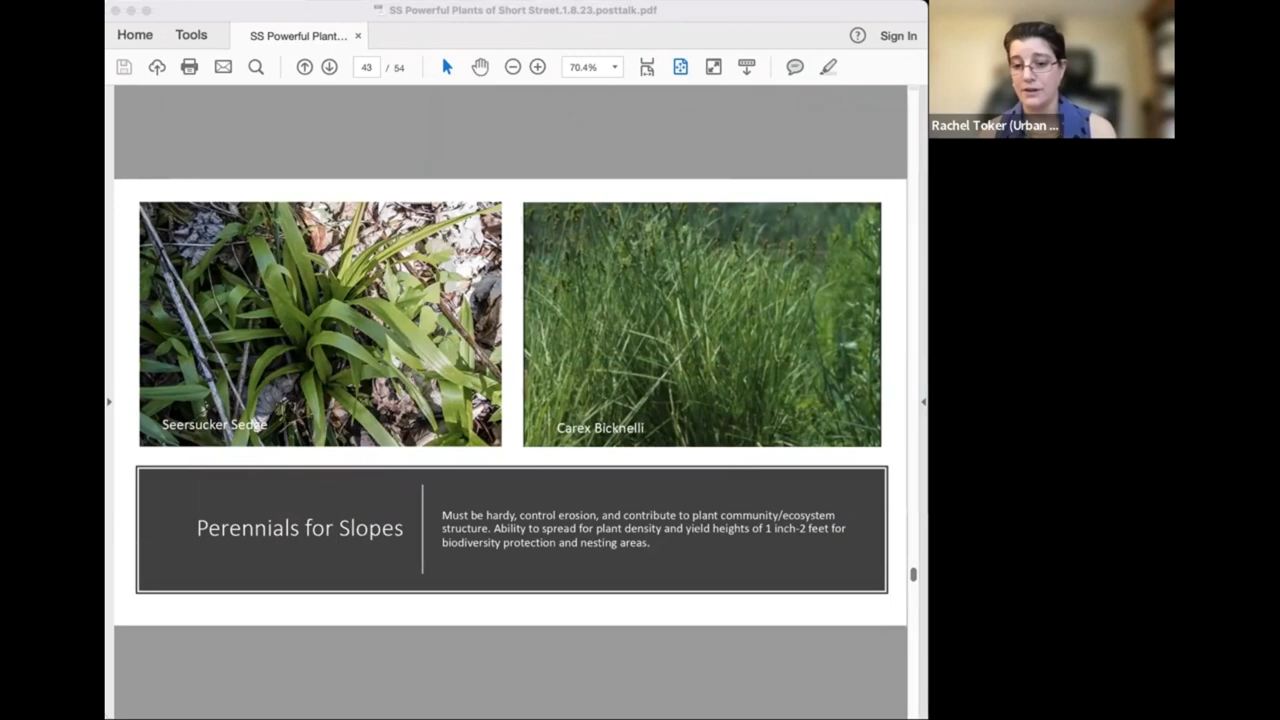 SS Powerful Plants of Short Street.1.8.23.posttalk.pdf
Home Tools SS Powerful Plant... × ? Sign In
43 / 54 70.4%
Rachel Toker (Urban ...
Seersucker Sedge
Carex Bicknelli
Perennials for Slopes
Must be hardy, control erosion, and contribute to plant community/ecosystem
structure. Ability to spread for plant density and yield heights of 1 inch-2 feet for
biodiversity protection and nesting areas.